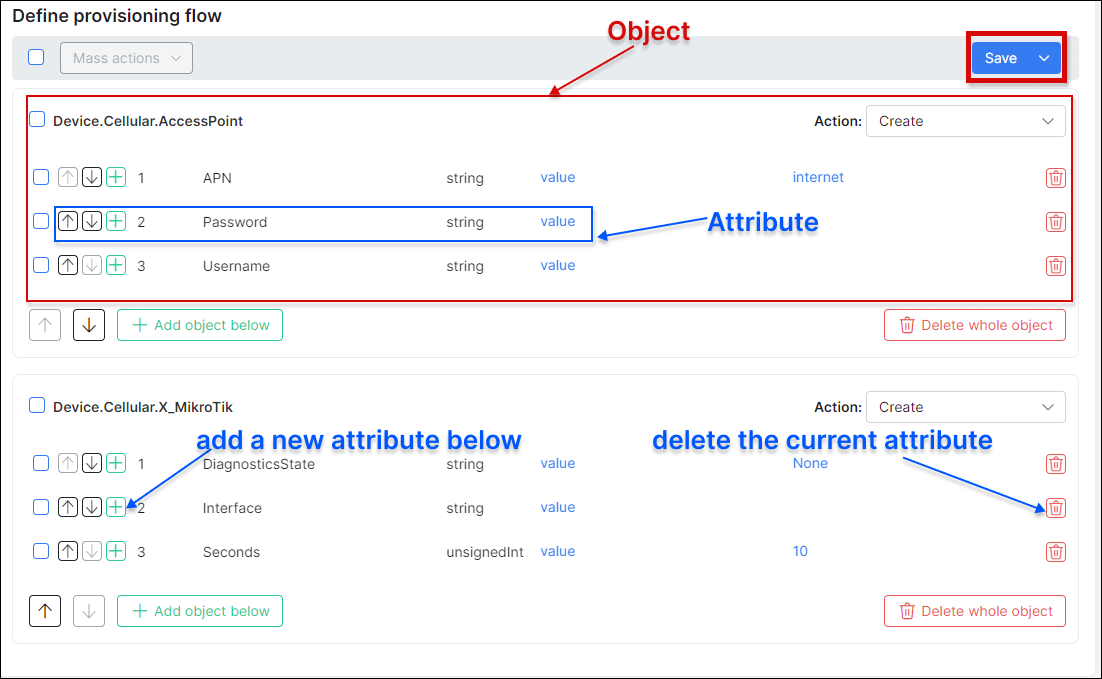 Define provisioning flow
Object
Mass actions
Save
Device.Cellular.AccessPoint
Action: Create
1 APN string value internet
2 Password string value
Attribute
3 Username string value
Add object below
Delete whole object
Device.Cellular.X_MikroTik
Action: Create
add a new attribute below
delete the current attribute
1 DiagnosticsState string value None
2 Interface string value
3 Seconds unsignedInt value 10
Add object below
Delete whole object